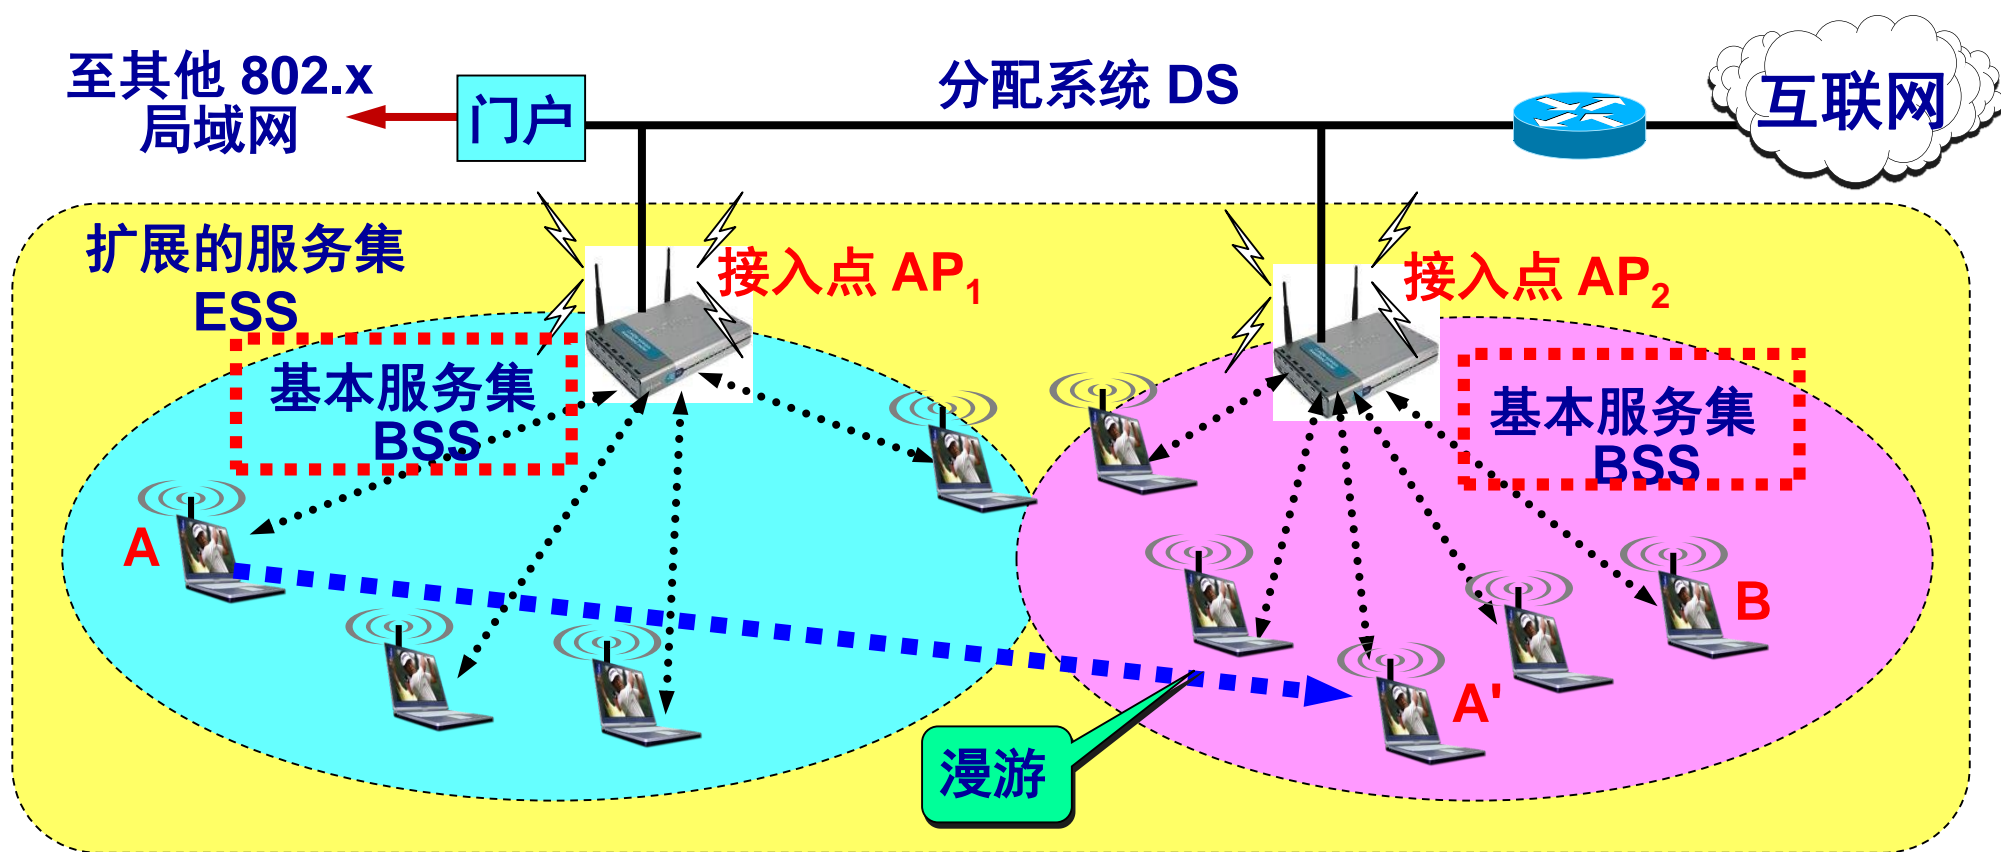 至其他 802.x
局域网
门户
分配系统 DS
互联网
扩展的服务集
ESS
接入点 AP₁
接入点 AP₂
基本服务集
BSS
基本服务集
BSS
A
B
A'
漫游